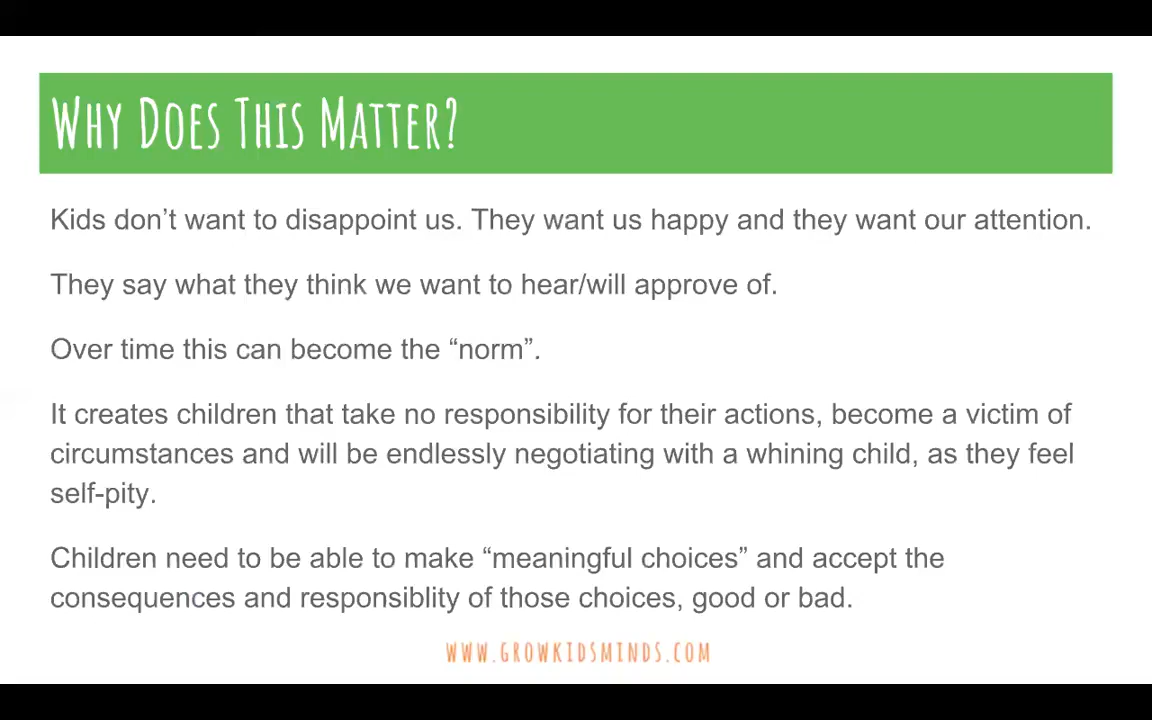 Why Does This Matter?
Kids don’t want to disappoint us. They want us happy and they want our attention.
They say what they think we want to hear/will approve of.
Over time this can become the “norm”.
It creates children that take no responsibility for their actions, become a victim of
circumstances and will be endlessly negotiating with a whining child, as they feel
self-pity.
Children need to be able to make “meaningful choices” and accept the
consequences and responsiblity of those choices, good or bad.
WWW.GROWKIDSMINDS.COM